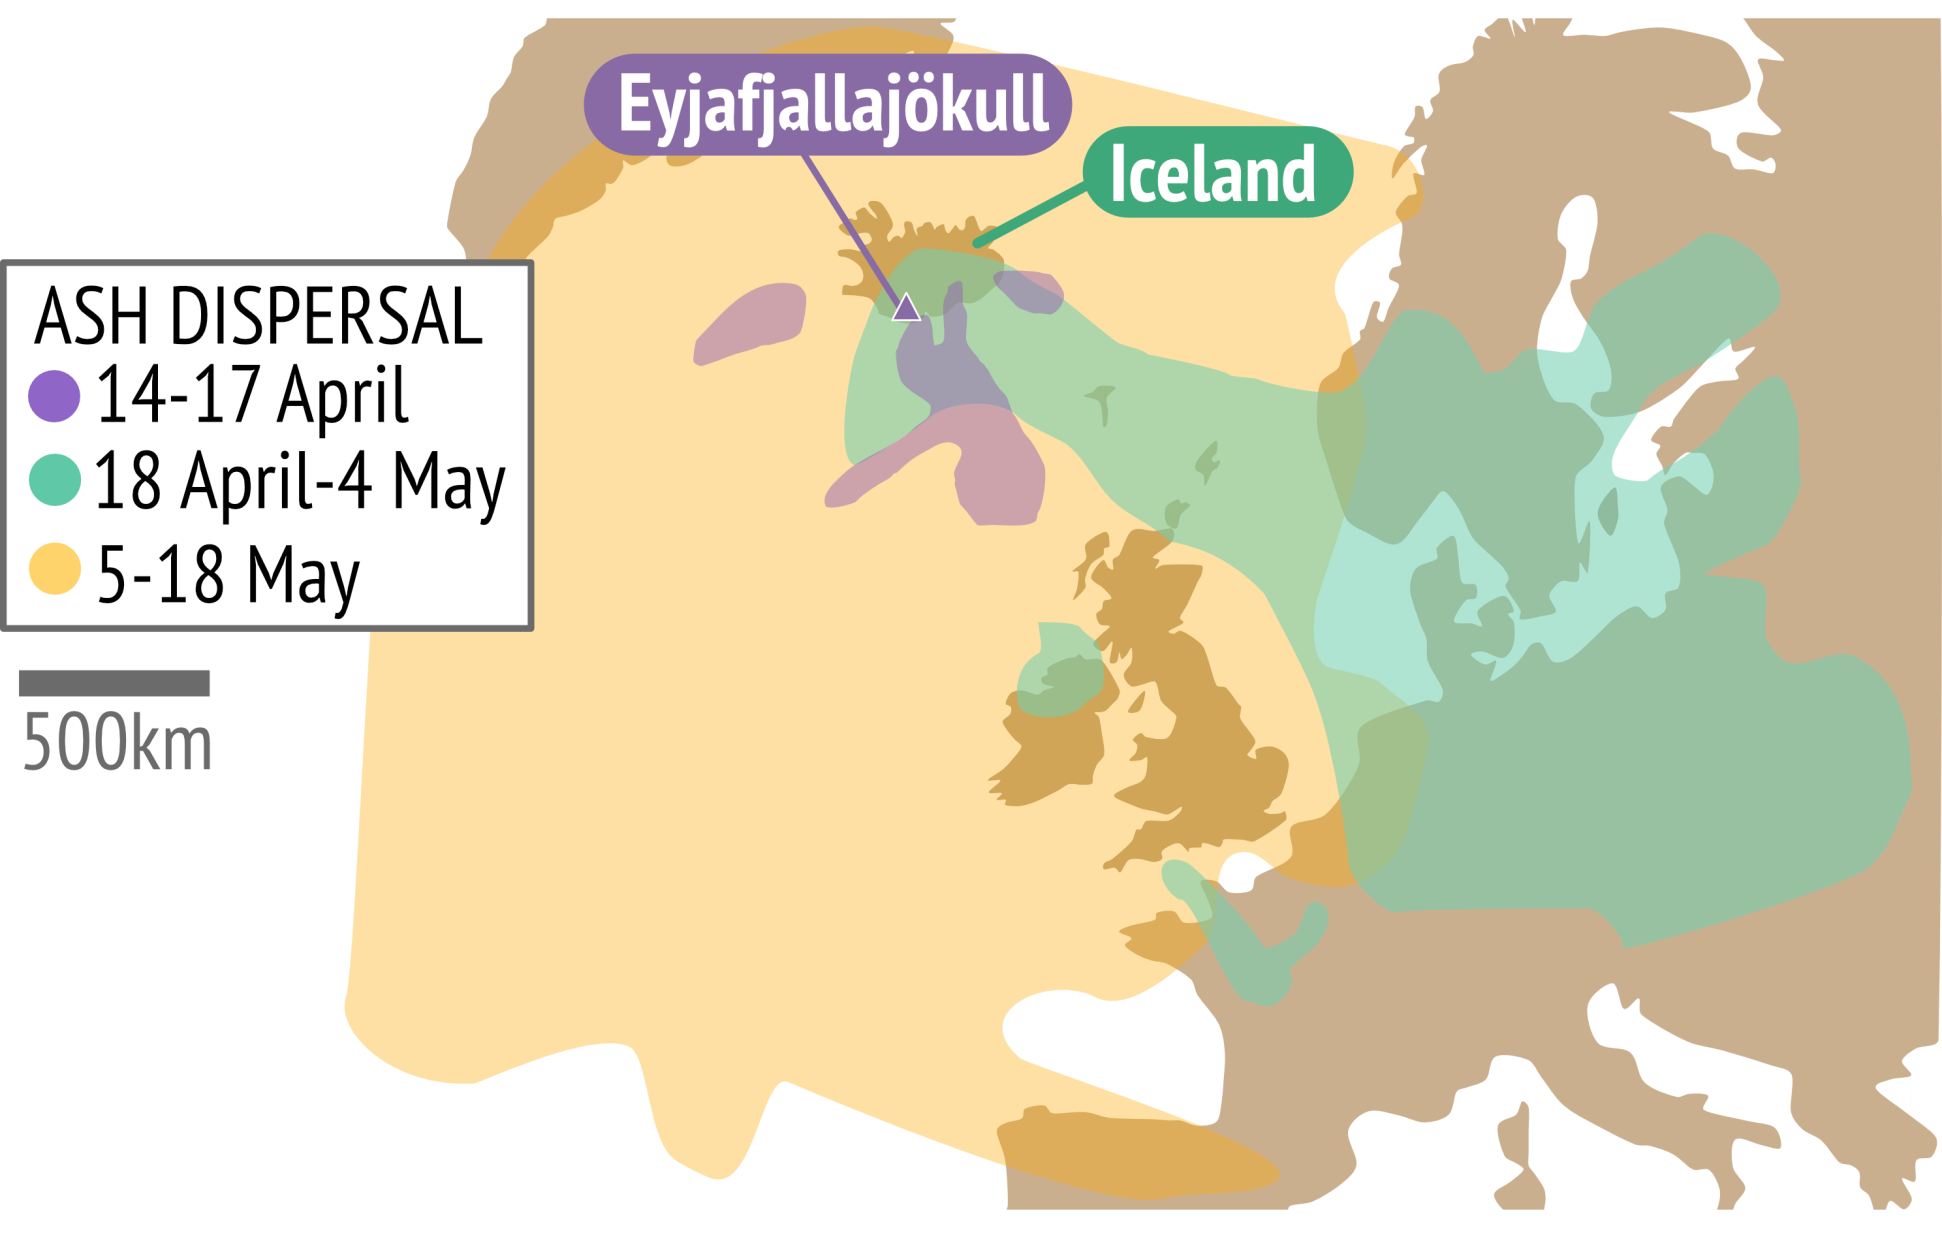 Eyjafjallajökull
Iceland
ASH DISPERSAL
14-17 April
18 April-4 May
5-18 May
500km